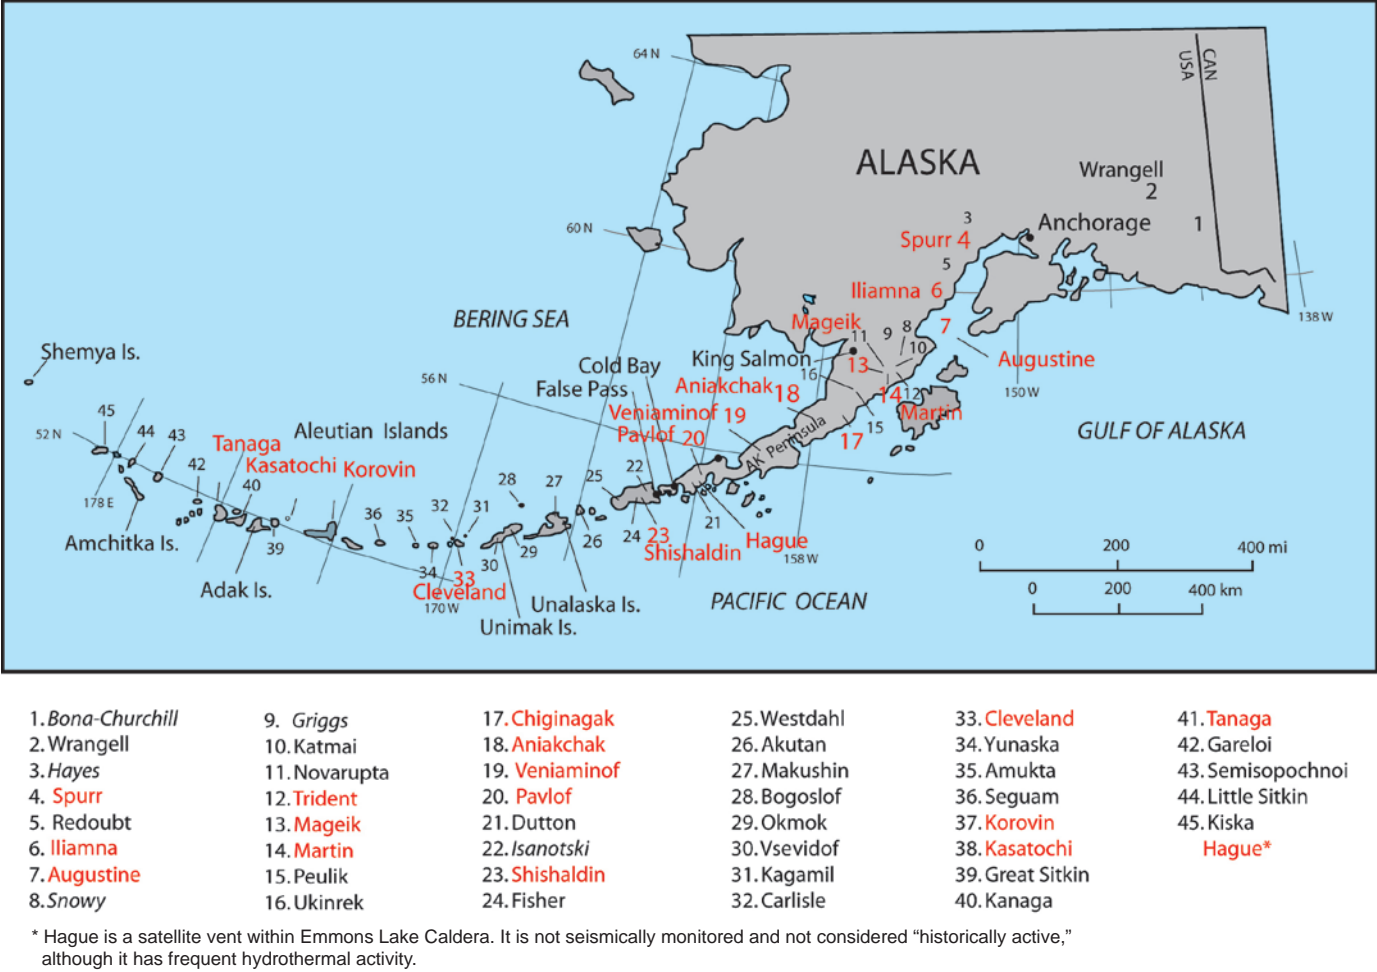 64 N
CAN
USA
ALASKA
Wrangell
2
3
Anchorage
1
60 N
Spurr 4
5
Iliamna 6
BERING SEA
Mageik
7
138 W
11
9
8
10
Shemya Is.
Cold Bay
King Salmon
13
Augustine
56 N
False Pass
Aniakchak 18
16
14
12
150 W
45
Veniaminof 19
Martin
52 N
44
43
Tanaga
Aleutian Islands
Pavlof 20
AK Peninsula
17
15
GULF OF ALASKA
42
Kasatochi
Korovin
178 E
40
28
27
25
22
36
35
32
31
21
Amchitka Is.
39
34
33
30
29
26
24
23
Hague
Shishaldin
158 W
0 200 400 mi
Adak Is.
Cleveland
170 W
Unalaska Is.
PACIFIC OCEAN
0 200 400 km
Unimak Is.
1. Bona-Churchill
2. Wrangell
3. Hayes
4. Spurr
5. Redoubt
6. Iliamna
7. Augustine
8. Snowy
9. Griggs
10. Katmai
11. Novarupta
12. Trident
13. Mageik
14. Martin
15. Peulik
16. Ukinrek
17. Chiginagak
18. Aniakchak
19. Veniaminof
20. Pavlof
21. Dutton
22. Isanotski
23. Shishaldin
24. Fisher
25. Westdahl
26. Akutan
27. Makushin
28. Bogoslof
29. Okmok
30. Vsevidof
31. Kagamil
32. Carlisle
33. Cleveland
34. Yunaska
35. Amukta
36. Seguam
37. Korovin
38. Kasatochi
39. Great Sitkin
40. Kanaga
41. Tanaga
42. Gareloi
43. Semisopochnoi
44. Little Sitkin
45. Kiska
Hague*
* Hague is a satellite vent within Emmons Lake Caldera. It is not seismically monitored and not considered “historically active,”
although it has frequent hydrothermal activity.